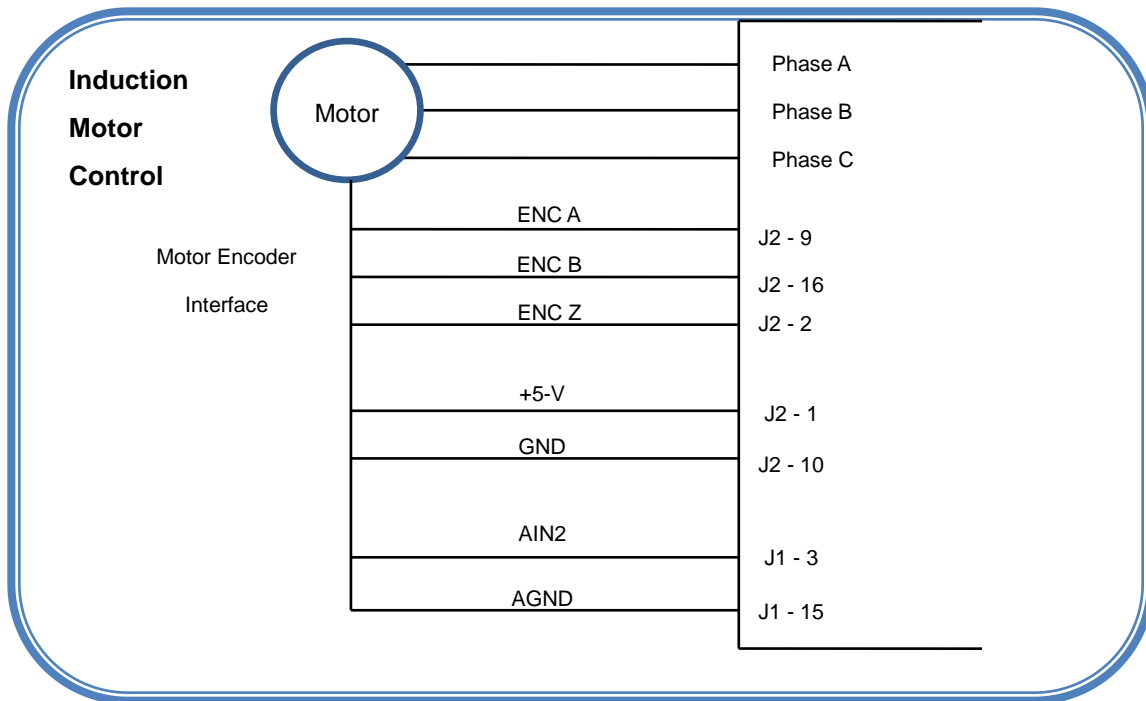 Induction
Motor
Control
Motor
Phase A
Phase B
Phase C
Motor Encoder
Interface
ENC A
J2 - 9
ENC B
J2 - 16
ENC Z
J2 - 2
+5-V
J2 - 1
GND
J2 - 10
AIN2
J1 - 3
AGND
J1 - 15